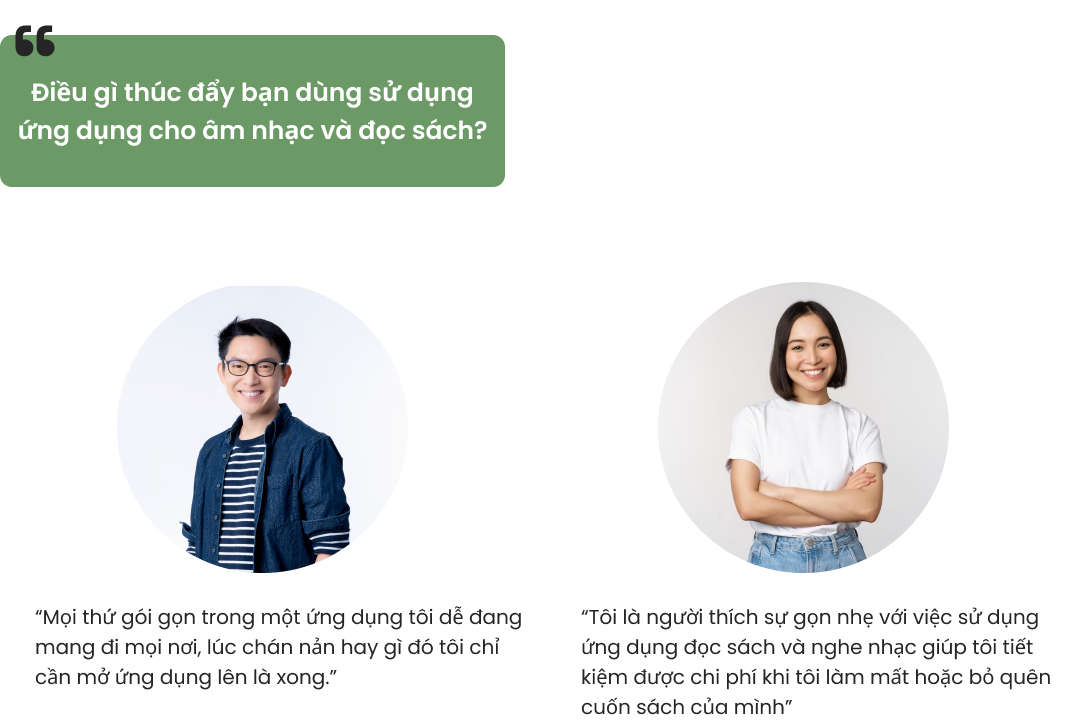 “
Điều gì thúc đẩy bạn dùng sử dụng
ứng dụng cho âm nhạc và đọc sách?
“Mọi thứ gói gọn trong một ứng dụng tôi dễ đang
mang đi mọi nơi, lúc chán nản hay gì đó tôi chỉ
cần mở ứng dụng lên là xong.”
“Tôi là người thích sự gọn nhẹ với việc sử dụng
ứng dụng đọc sách và nghe nhạc giúp tôi tiết
kiệm được chi phí khi tôi làm mất hoặc bỏ quên
cuốn sách của mình”